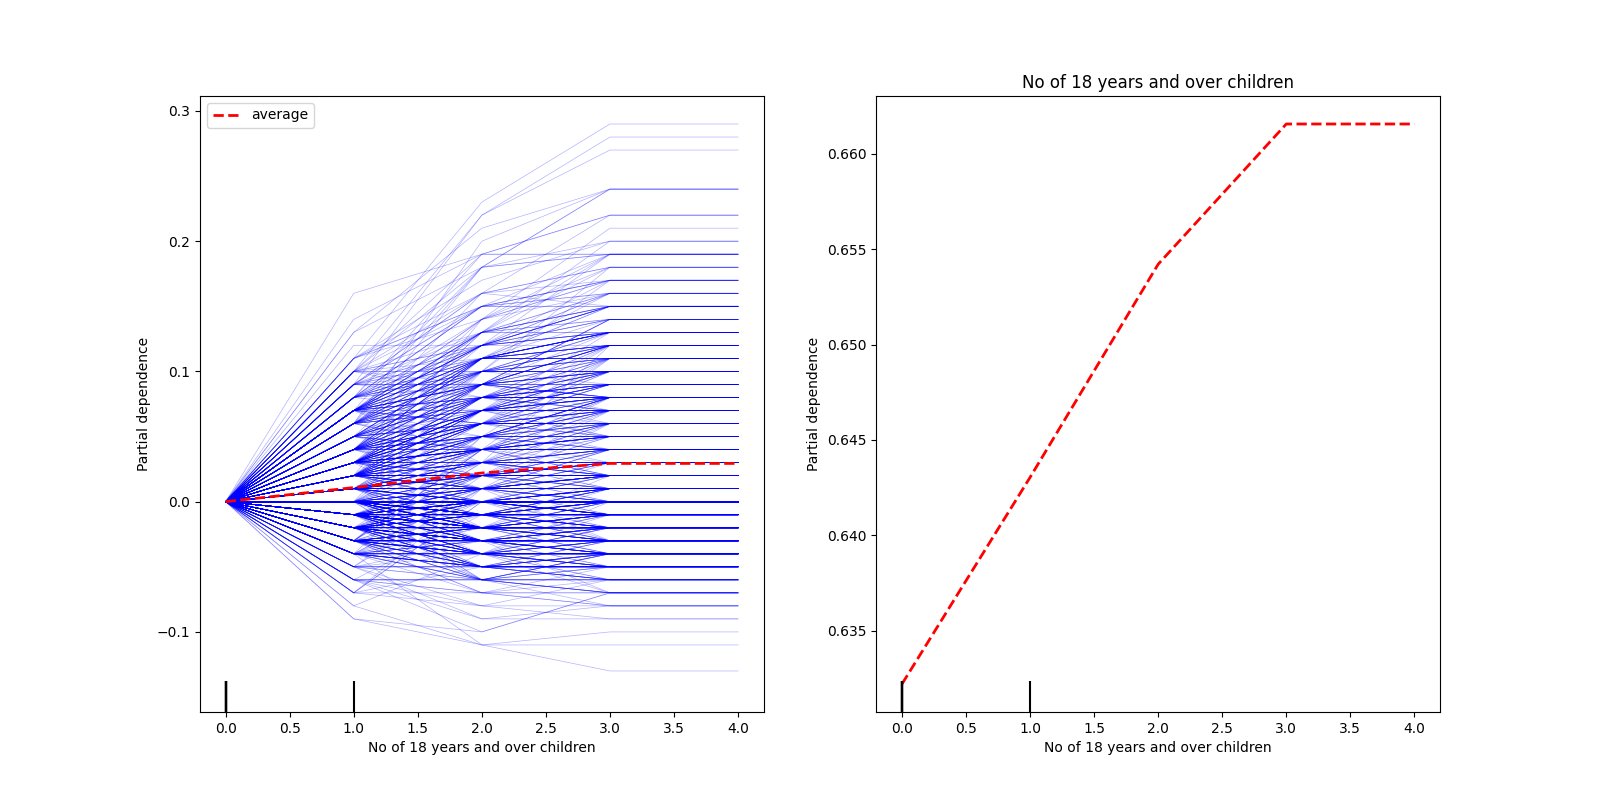 average
0.3
0.2
0.1
0.0
−0.1
Partial dependence
0.0 0.5 1.0 1.5 2.0 2.5 3.0 3.5 4.0
No of 18 years and over children
No of 18 years and over children
0.660
0.655
0.650
0.645
0.640
0.635
Partial dependence
0.0 0.5 1.0 1.5 2.0 2.5 3.0 3.5 4.0
No of 18 years and over children